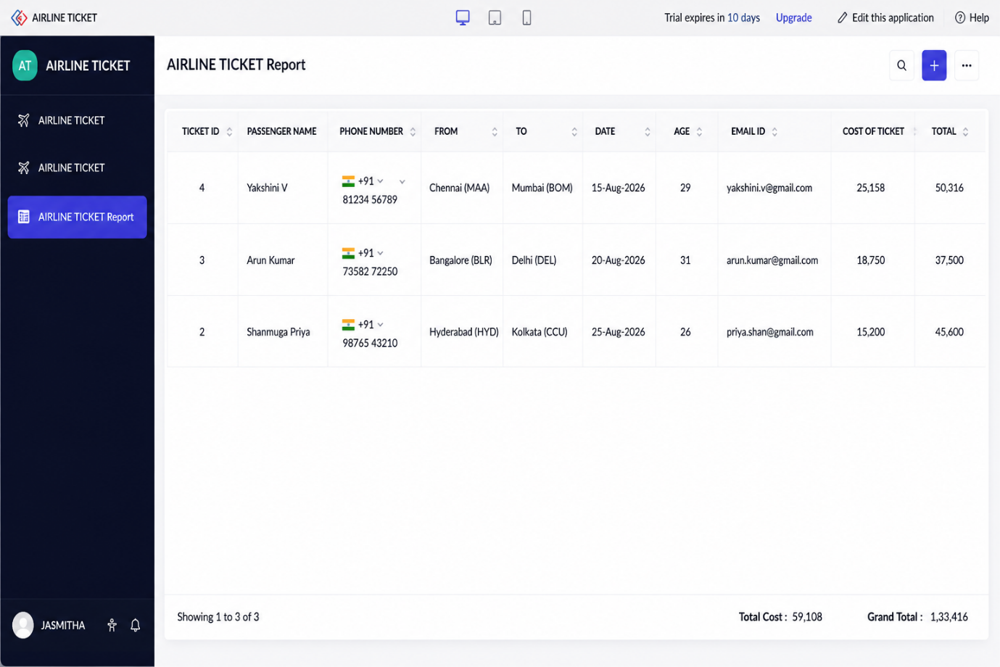 AIRLINE TICKET
Trial expires in 10 days Upgrade Edit this application Help
AT AIRLINE TICKET
AIRLINE TICKET Report
AIRLINE TICKET
AIRLINE TICKET
AIRLINE TICKET Report
TICKET ID PASSENGER NAME PHONE NUMBER FROM TO DATE AGE EMAIL ID COST OF TICKET TOTAL
4 Yakshini V +91 81234 56789 Chennai (MAA) Mumbai (BOM) 15-Aug-2026 29 yakshini.v@gmail.com 25,158 50,316
3 Arun Kumar +91 73582 72250 Bangalore (BLR) Delhi (DEL) 20-Aug-2026 31 arun.kumar@gmail.com 18,750 37,500
2 Shanmuga Priya +91 98765 43210 Hyderabad (HYD) Kolkata (CCU) 25-Aug-2026 26 priya.shan@gmail.com 15,200 45,600
Showing 1 to 3 of 3 Total Cost : 59,108 Grand Total : 1,33,416
JASMITHA